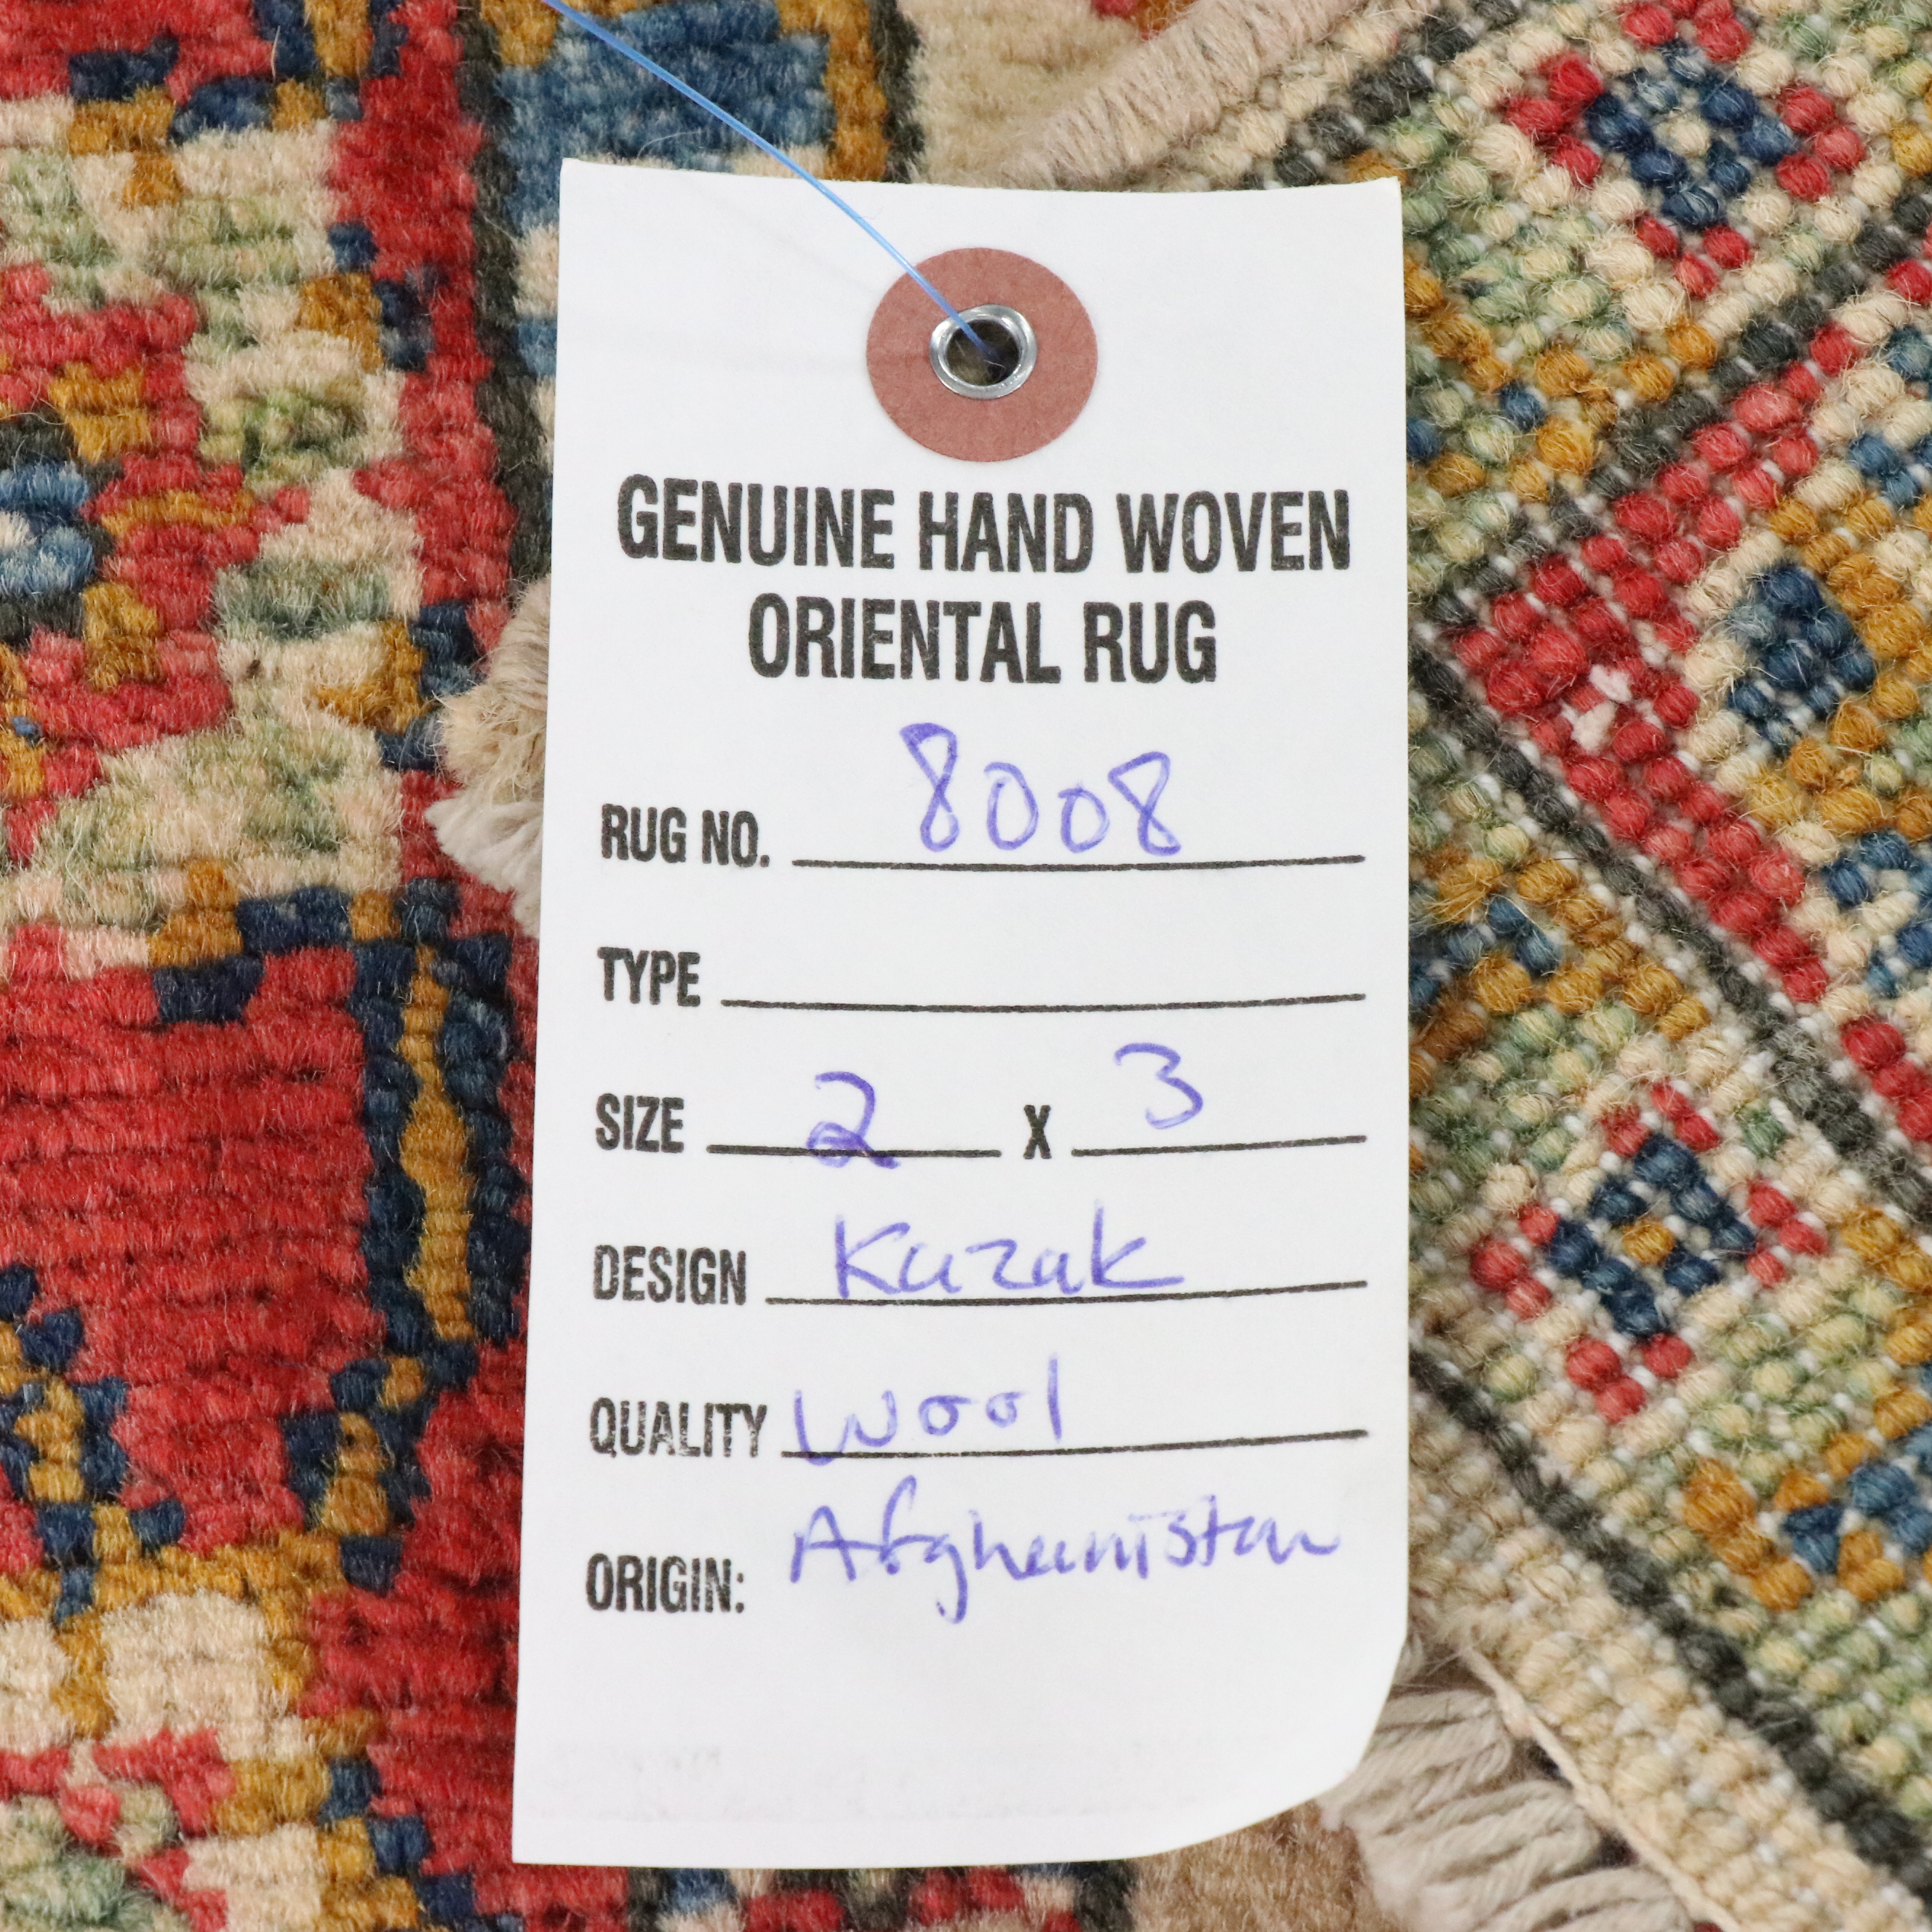 GENUINE HAND WOVEN
ORIENTAL RUG
RUG NO. 8008
TYPE
SIZE 2 X 3
DESIGN Kazak
QUALITY Wool
ORIGIN: Afghanistan